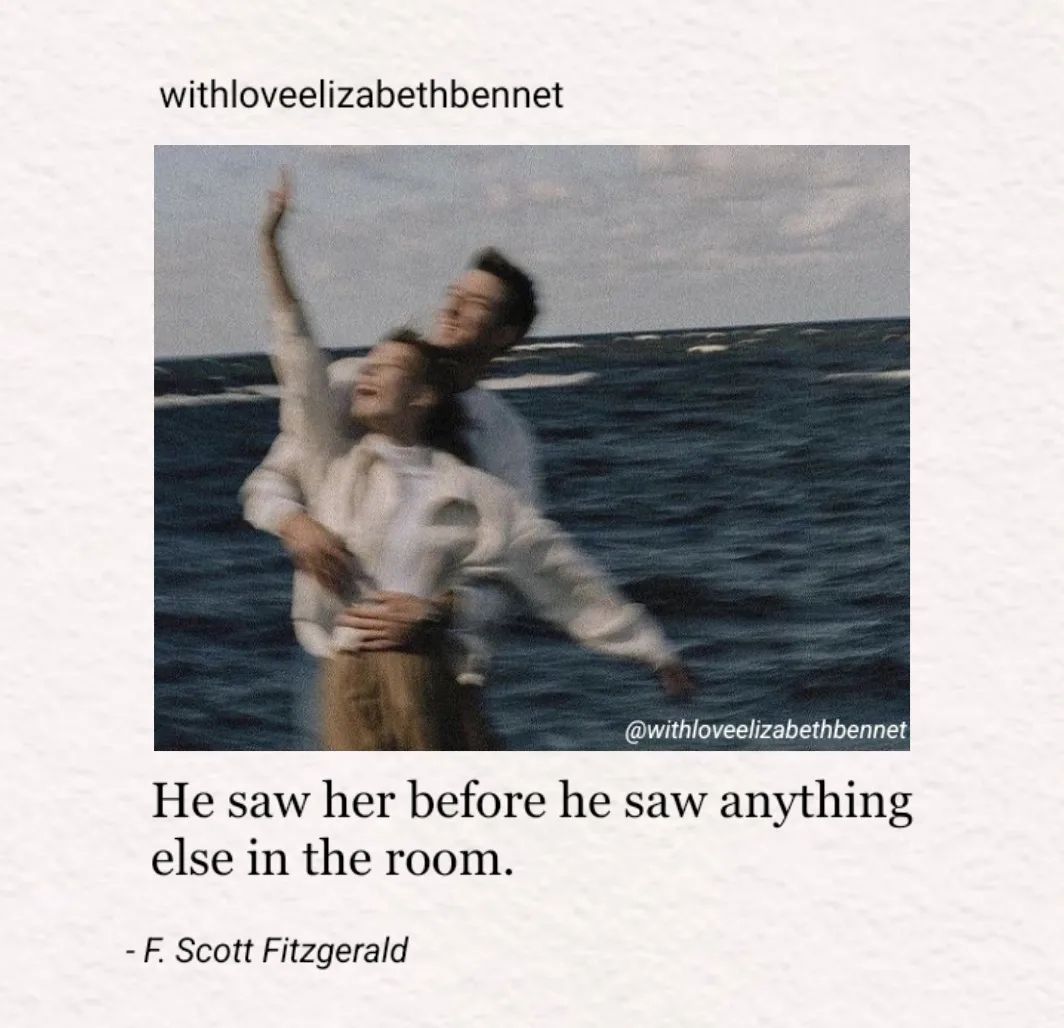 withloveelizabethbennet
@withloveelizabethbennet
He saw her before he saw anything
else in the room.
- F. Scott Fitzgerald